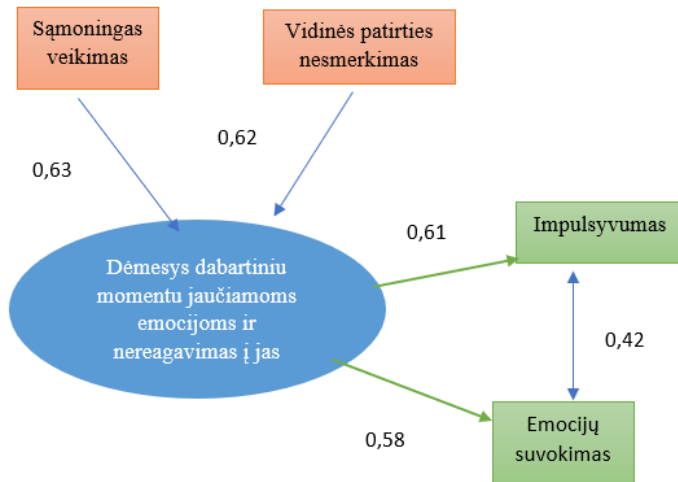 Sąmoningas
veikimas
Vidinės patirties
nesmerkimas
0,63
0,62
Dėmesys dabartiniu
momentu jaučiamoms
emocijoms ir
nereagavimas į jas
0,61
Impulsyvumas
0,42
0,58
Emocijų
suvokimas